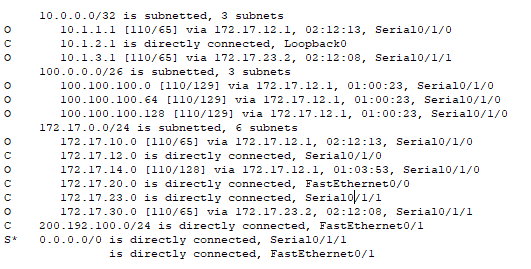 10.0.0.0/32 is subnetted, 3 subnets
O 10.1.1.1 [110/65] via 172.17.12.1, 02:12:13, Serial0/1/0
C 10.1.2.1 is directly connected, Loopback0
O 10.1.3.1 [110/65] via 172.17.23.2, 02:12:08, Serial0/1/1
100.0.0.0/26 is subnetted, 3 subnets
O 100.100.100.0 [110/129] via 172.17.12.1, 01:00:23, Serial0/1/0
O 100.100.100.64 [110/129] via 172.17.12.1, 01:00:23, Serial0/1/0
O 100.100.100.128 [110/129] via 172.17.12.1, 01:00:23, Serial0/1/0
172.17.0.0/24 is subnetted, 6 subnets
O 172.17.10.0 [110/65] via 172.17.12.1, 02:12:13, Serial0/1/0
C 172.17.12.0 is directly connected, Serial0/1/0
O 172.17.14.0 [110/128] via 172.17.12.1, 01:03:53, Serial0/1/0
C 172.17.20.0 is directly connected, FastEthernet0/0
C 172.17.23.0 is directly connected, Serial0/1/1
O 172.17.30.0 [110/65] via 172.17.23.2, 02:12:08, Serial0/1/1
C 200.192.100.0/24 is directly connected, FastEthernet0/1
S* 0.0.0.0/0 is directly connected, Serial0/1/1
is directly connected, FastEthernet0/1